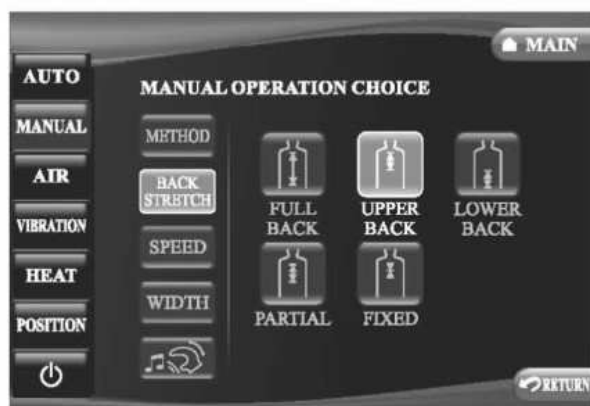 MAIN
AUTO
MANUAL
AIR
VIBRATION
HEAT
POSITION
MANUAL OPERATION CHOICE
METHOD
BACK
STRETCH
SPEED
WIDTH
FULL
BACK
UPPER
BACK
LOWER
BACK
PARTIAL
FIXED
RETURN